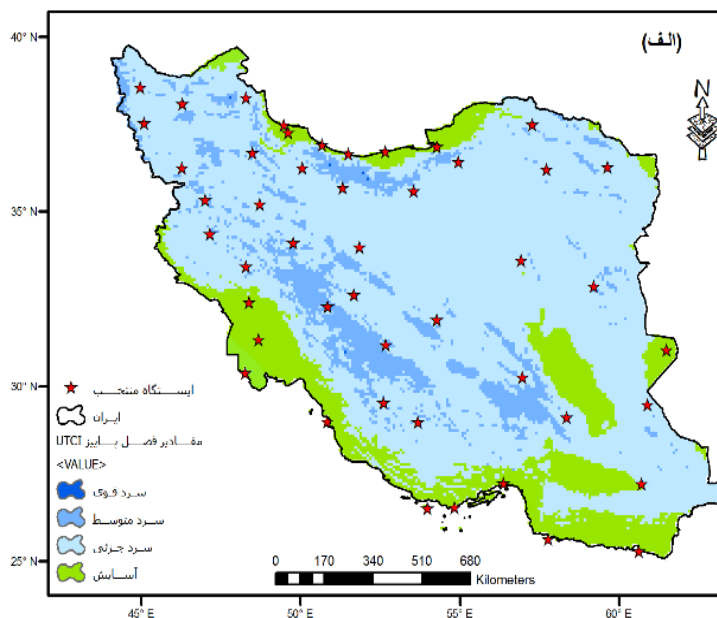 40° N
(الف)
N
35° N
30° N
25° N
ایستگاه منتخب
ایران
مقادیر فصل پاییز UTCI
<VALUE>
سرد قوی
سرد متوسط
سرد جزئی
آسایش
0 170 340 510 680
Kilometers
45° E 50° E 55° E 60° E